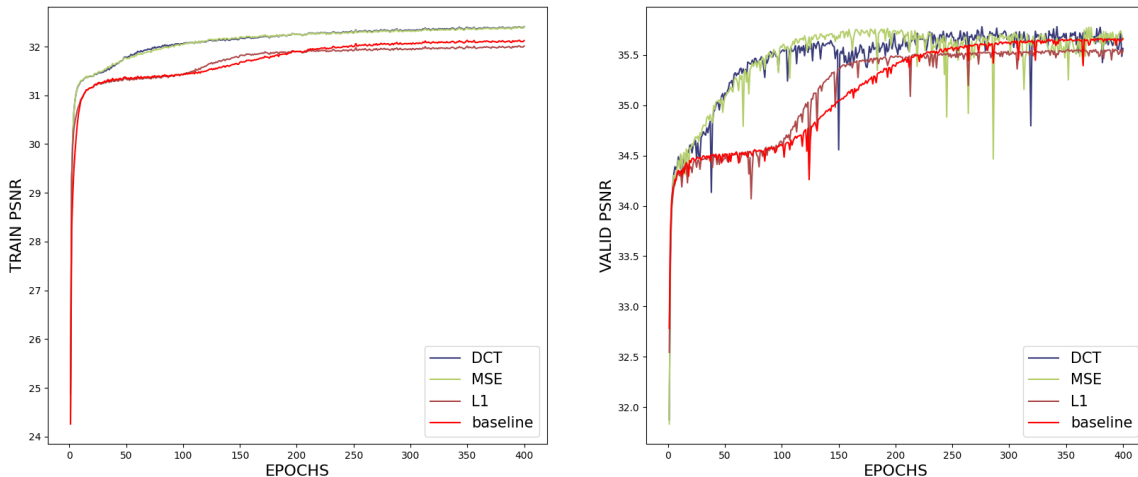 TRAIN PSNR
32
31
30
29
28
27
26
25
24
0 50 100 150 200 250 300 350 400
EPOCHS
DCT
MSE
L1
baseline
VALID PSNR
35.5
35.0
34.5
34.0
33.5
33.0
32.5
32.0
0 50 100 150 200 250 300 350 400
EPOCHS
DCT
MSE
L1
baseline